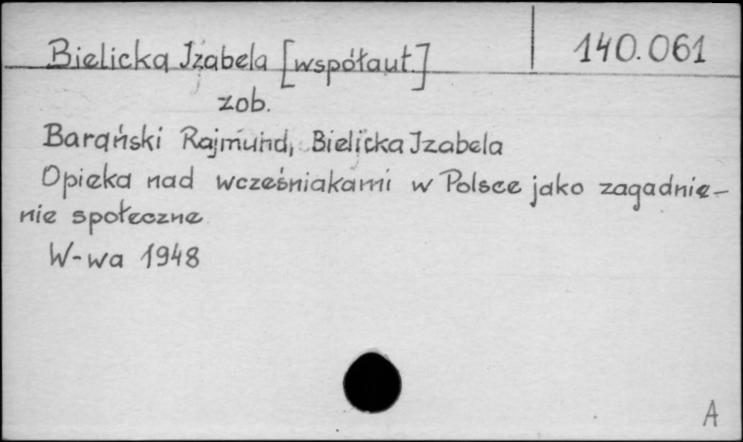 Bielicka Izabela [współaut.] 140.061
zob.
Barański Rajmund, Bielicka Izabela
Opieka nad wcześniakami w Polsce jako zagadnie-
nie społeczne
W-wa 1948
A